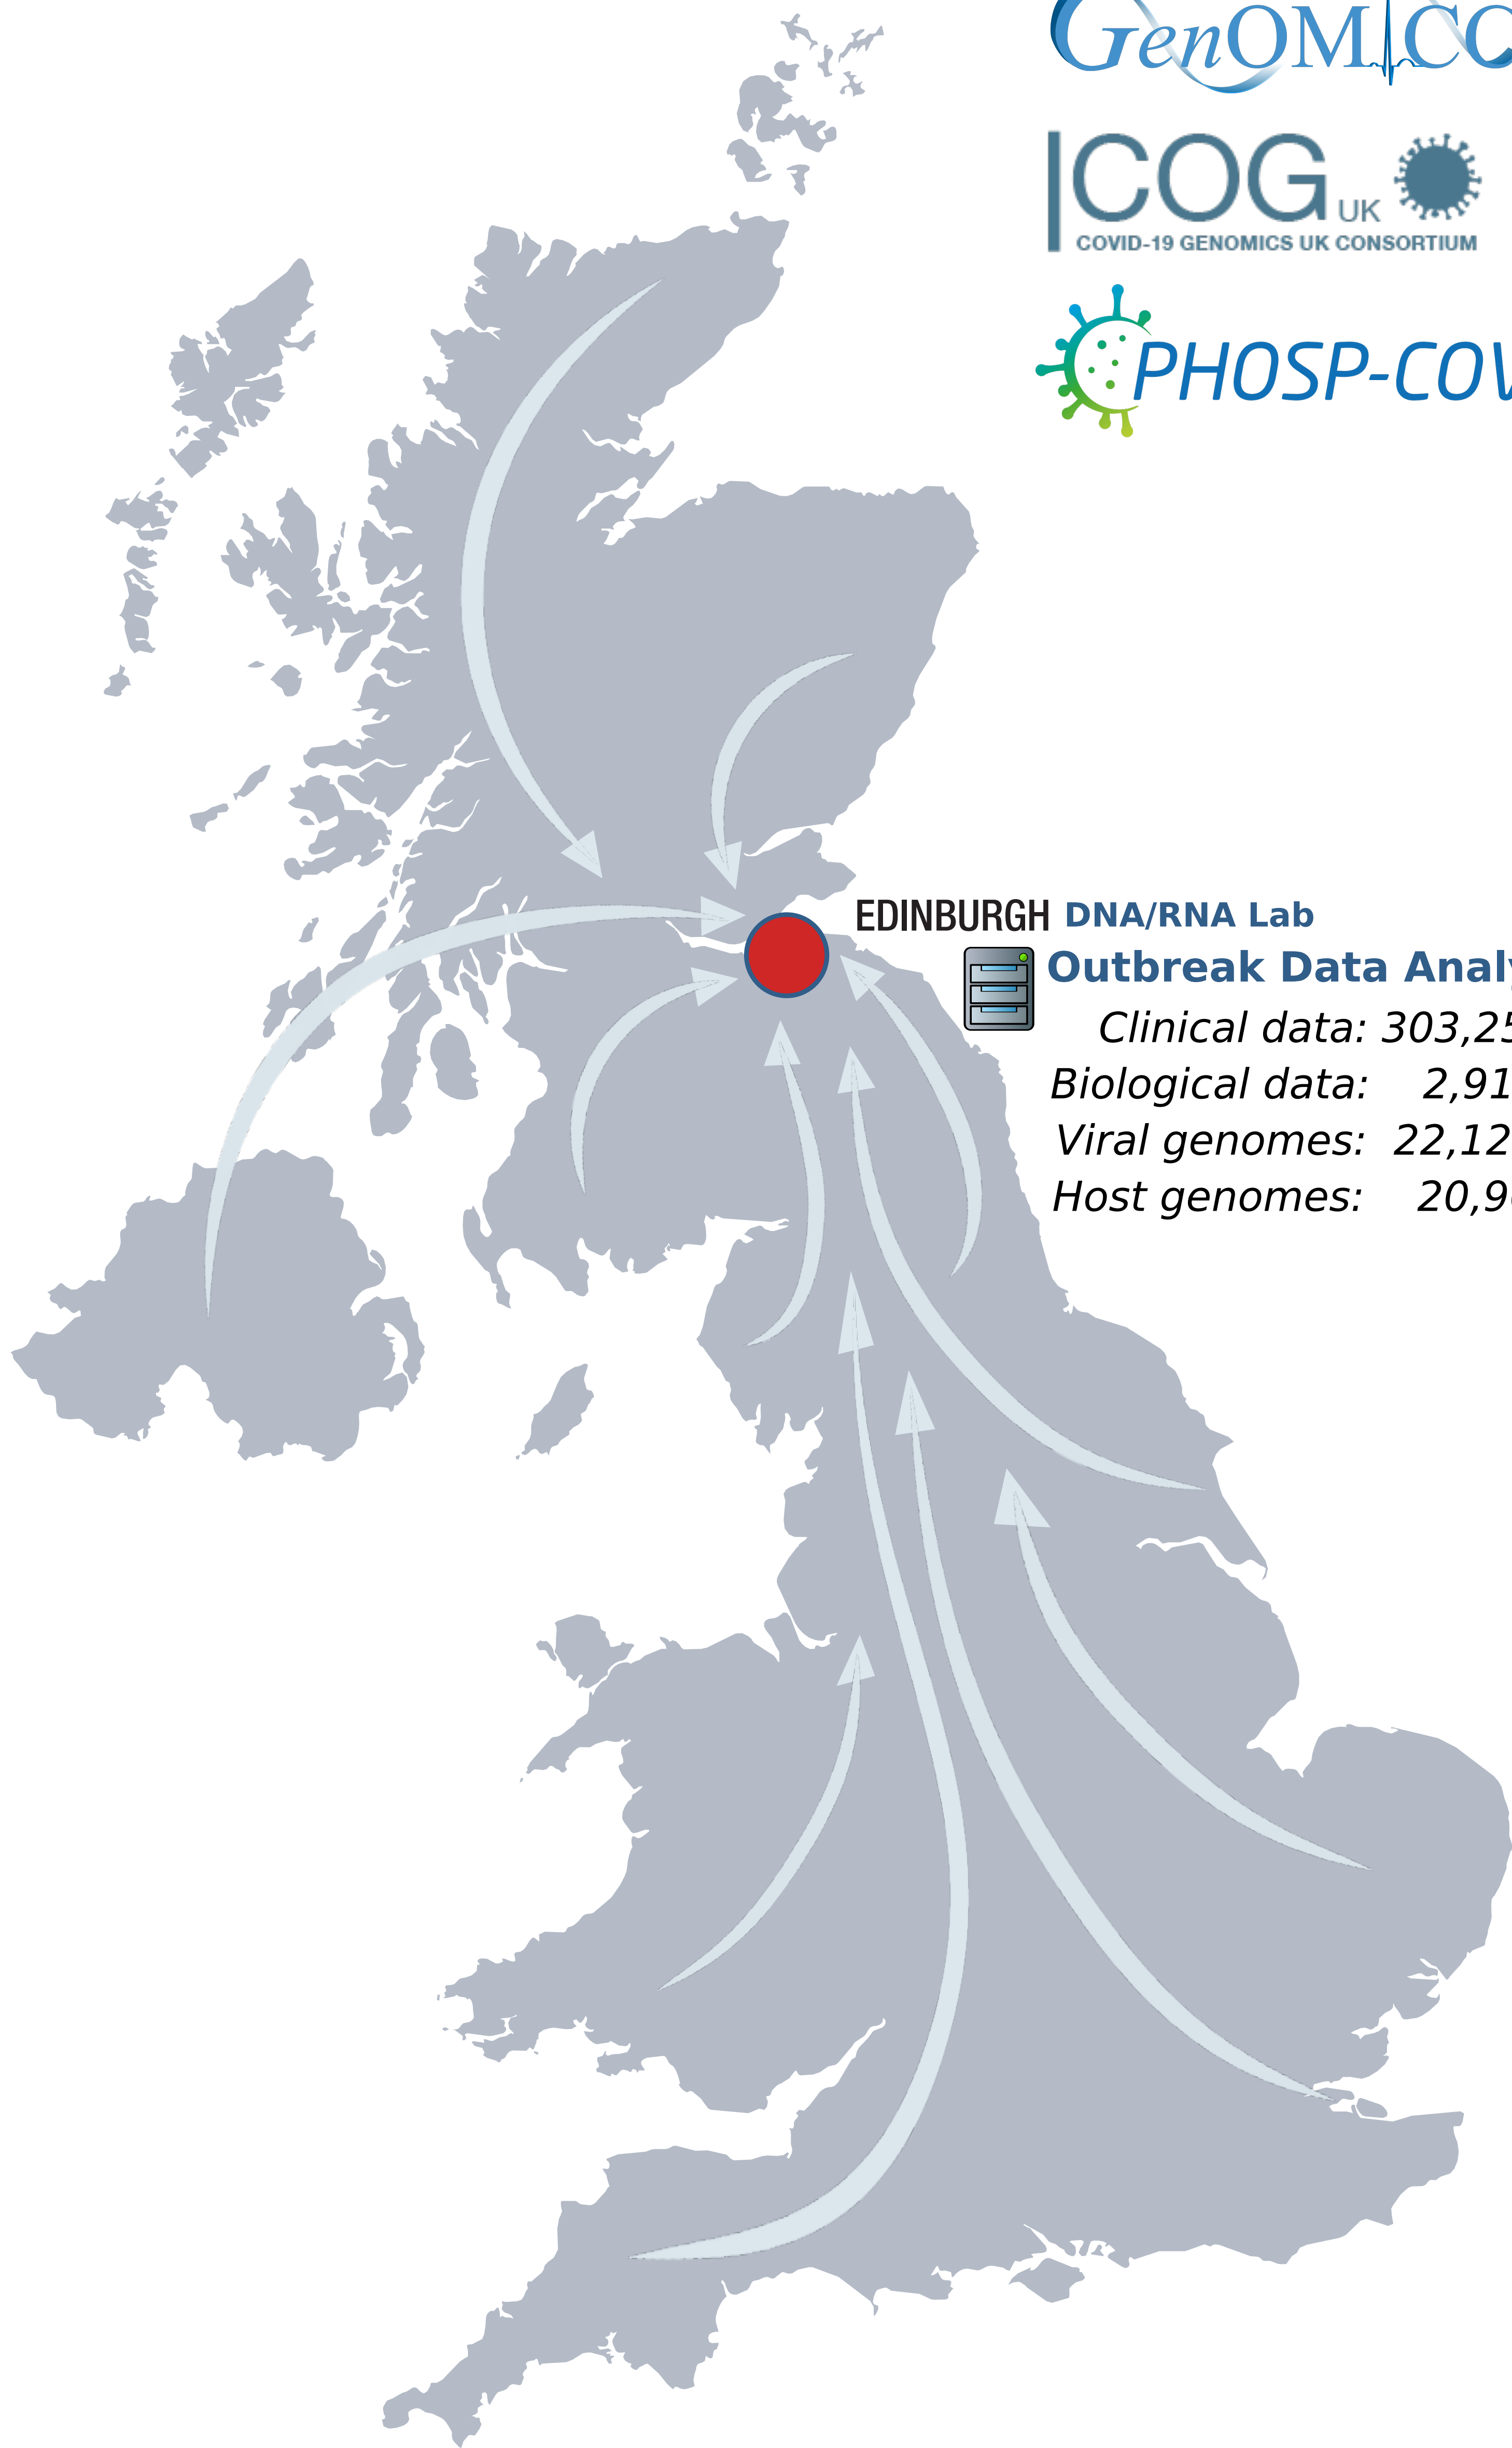 GenOMICC
COG UK
COVID-19 GENOMICS UK CONSORTIUM
PHOSP-COV
EDINBURGH DNA/RNA Lab
Outbreak Data Analy
Clinical data: 303,25
Biological data: 2,91
Viral genomes: 22,12
Host genomes: 20,9